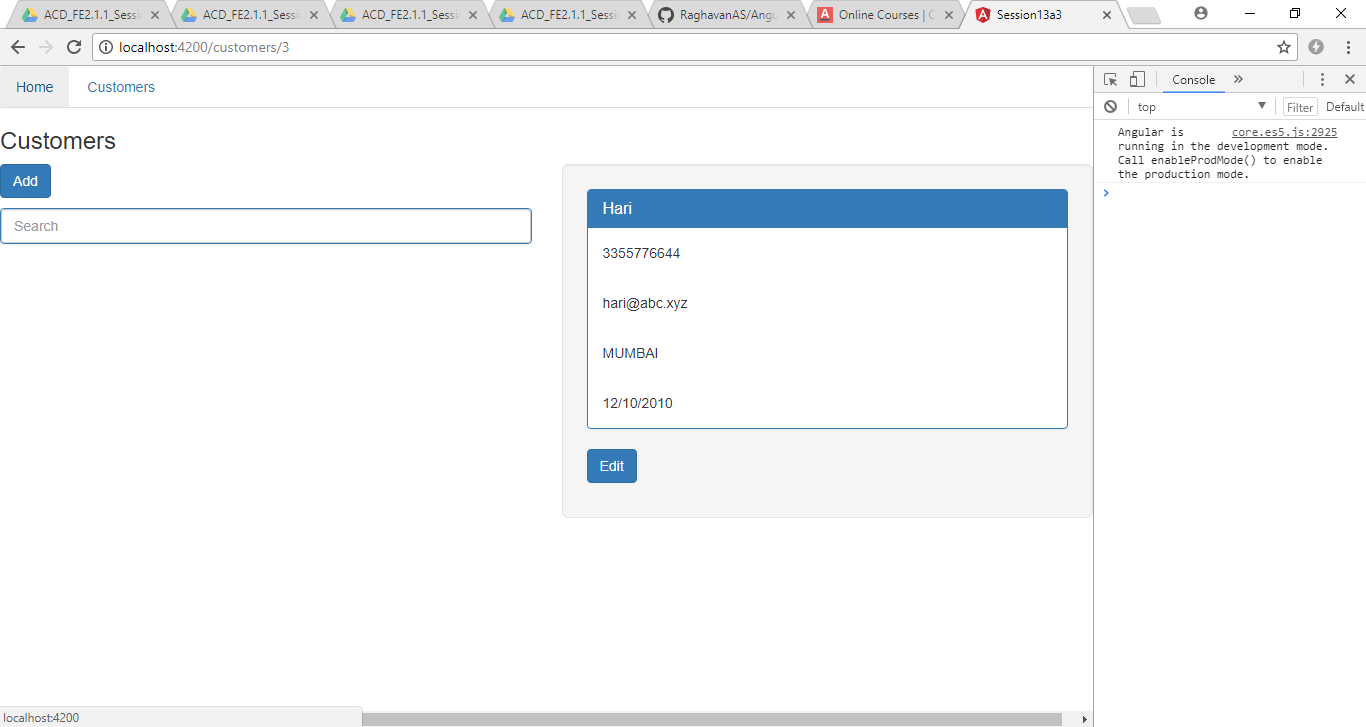 ACD_FE2.1.1_Sessi
ACD_FE2.1.1_Sessi
ACD_FE2.1.1_Sessi
ACD_FE2.1.1_Sessi
RaghavanAS/Angu
Online Courses | C
Session13a3
localhost:4200/customers/3
Home
Customers
Customers
Add
Search
Hari
3355776644
hari@abc.xyz
MUMBAI
12/10/2010
Edit
Console
top
Filter
Default
Angular is core.es5.js:2925
running in the development mode.
Call enableProdMode() to enable
the production mode.
localhost:4200